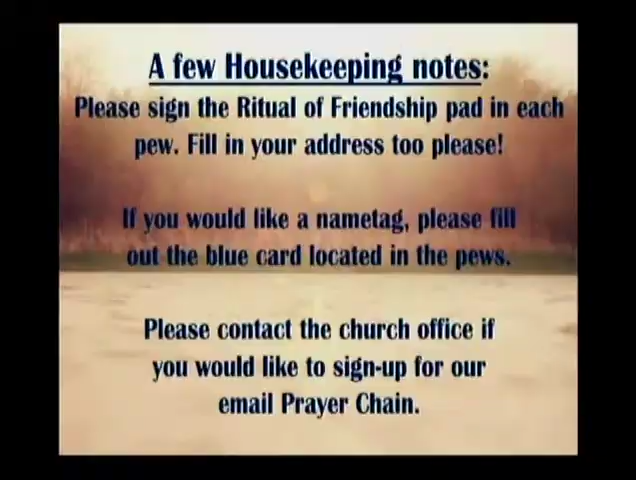 A few Housekeeping notes:
Please sign the Ritual of Friendship pad in each
pew. Fill in your address too please!
If you would like a nametag, please fill
out the blue card located in the pews.
Please contact the church office if
you would like to sign-up for our
email Prayer Chain.